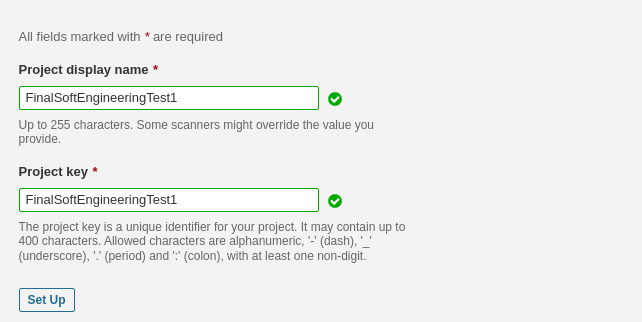 All fields marked with * are required
Project display name *
FinalSoftEngineeringTest1
Up to 255 characters. Some scanners might override the value you
provide.
Project key *
FinalSoftEngineeringTest1
The project key is a unique identifier for your project. It may contain up to
400 characters. Allowed characters are alphanumeric, '-' (dash), '_'
(underscore), '.' (period) and ':' (colon), with at least one non-digit.
Set Up